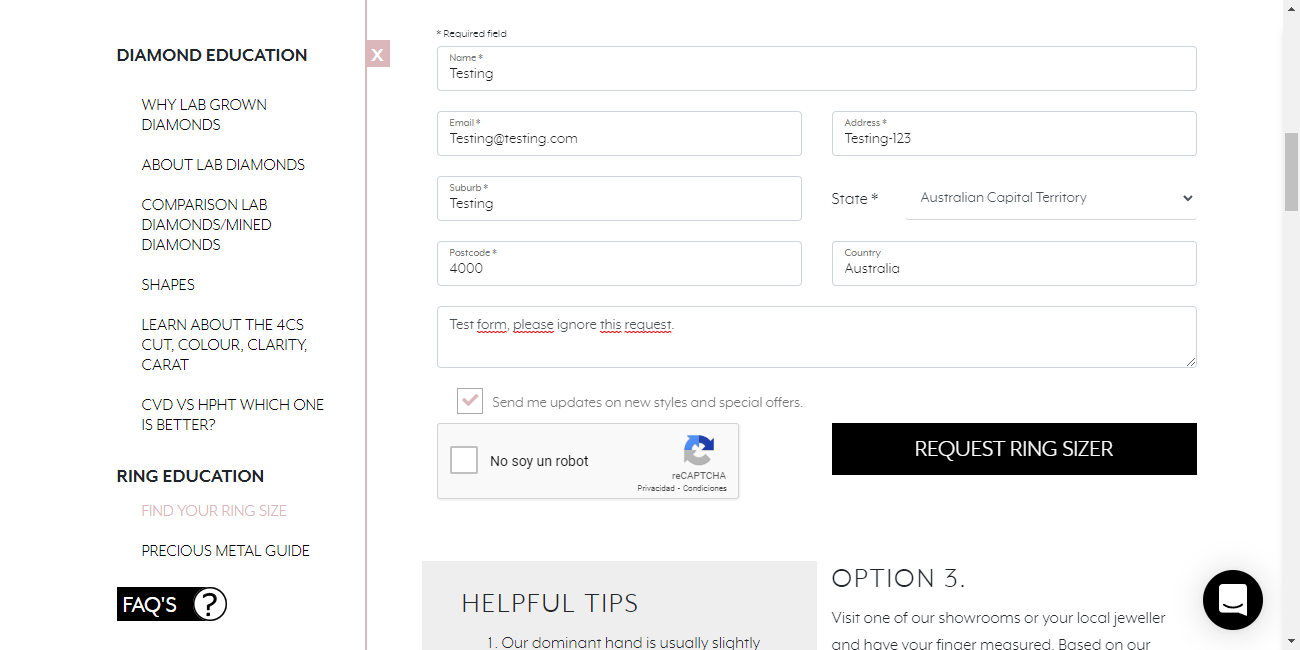 DIAMOND EDUCATION
WHY LAB GROWN
DIAMONDS
ABOUT LAB DIAMONDS
COMPARISON LAB
DIAMONDS/MINED
DIAMONDS
SHAPES
LEARN ABOUT THE 4CS
CUT, COLOUR, CLARITY,
CARAT
CVD VS HPHT WHICH ONE
IS BETTER?
RING EDUCATION
FIND YOUR RING SIZE
PRECIOUS METAL GUIDE
FAQ'S ?
X
* Required field
Name *
Testing
Email *
Testing@testing.com
Address *
Testing-123
Suburb *
Testing
State *
Australian Capital Territory
Postcode *
4000
Country
Australia
Test form, please ignore this request.
Send me updates on new styles and special offers.
No soy un robot
reCAPTCHA
Privacidad - Condiciones
REQUEST RING SIZER
HELPFUL TIPS
1. Our dominant hand is usually slightly
OPTION 3.
Visit one of our showrooms or your local jeweller
and have your finger measured. Based on our